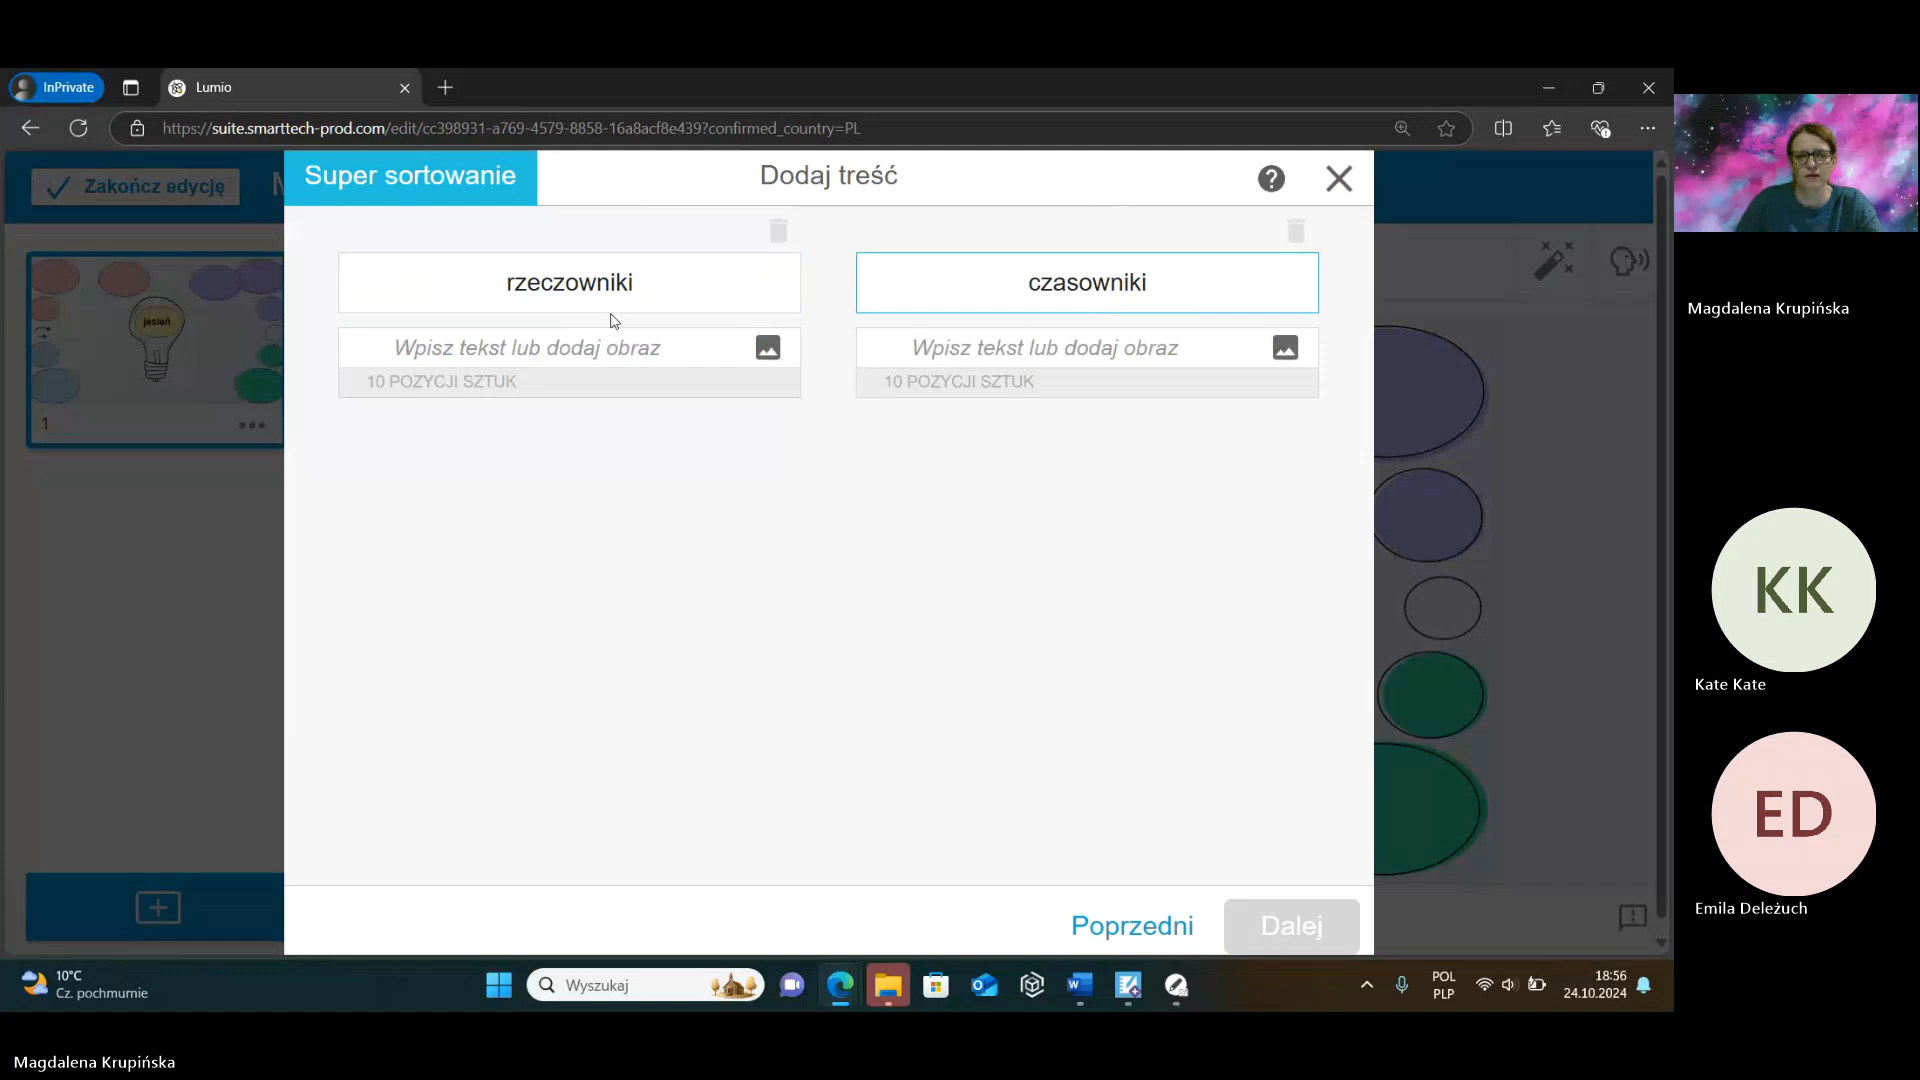 InPrivate
Lumio
https://suite.smarttech-prod.com/edit/cc398931-a769-4579-8858-16a8acf8e439?confirmed_country=PL
Zakończ edycję
Super sortowanie
Dodaj treść
rzeczowniki
czasowniki
Wpisz tekst lub dodaj obraz
Wpisz tekst lub dodaj obraz
10 POZYCJI SZTUK
10 POZYCJI SZTUK
jesień
1
Poprzedni
Dalej
10°C
Cz. pochmurnie
Wyszukaj
POL
PLP
18:56
24.10.2024
Magdalena Krupińska
KK
Kate Kate
ED
Emila Deleżuch
Magdalena Krupińska